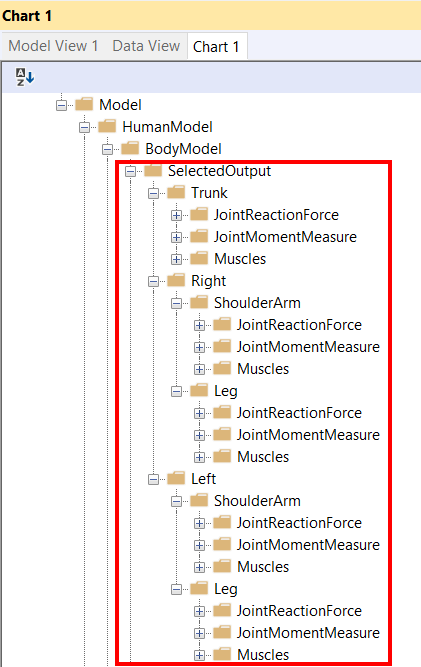 Chart 1
Model View 1 Data View Chart 1
A
Z
Model
HumanModel
BodyModel
SelectedOutput
Trunk
JointReactionForce
JointMomentMeasure
Muscles
Right
ShoulderArm
JointReactionForce
JointMomentMeasure
Muscles
Leg
JointReactionForce
JointMomentMeasure
Muscles
Left
ShoulderArm
JointReactionForce
JointMomentMeasure
Muscles
Leg
JointReactionForce
JointMomentMeasure
Muscles